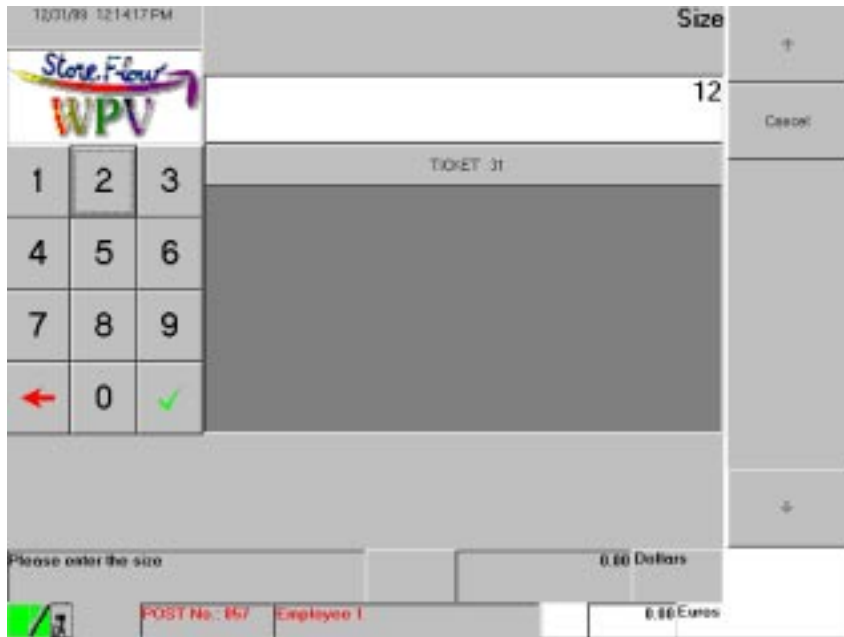 12/31/99 12:14:17 PM
Size
Store Flow
WPV
12
Cancel
TICKET 31
1 2 3
4 5 6
7 8 9
0
Please enter the size
0.00 Dollars
POST No.: 057 Employee 1
0.00 Euros